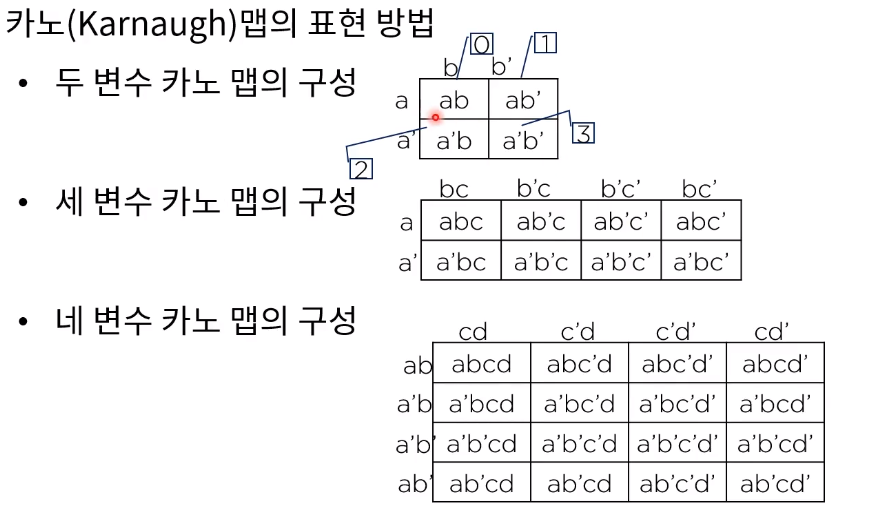 카노(Karnaugh)맵의 표현 방법
• 두 변수 카노 맵의 구성
0 1
b b'
a ab ab'
a' a'b a'b'
2 3
• 세 변수 카노 맵의 구성
bc b'c b'c' bc'
a abc ab'c ab'c' abc'
a' a'bc a'b'c a'b'c' a'bc'
• 네 변수 카노 맵의 구성
cd c'd c'd' cd'
ab abcd abc'd abc'd' abcd'
a'b a'bcd a'bc'd a'bc'd' a'bcd'
a'b' a'b'cd a'b'c'd a'b'c'd' a'b'cd'
ab' ab'cd ab'cd ab'c'd' ab'cd'